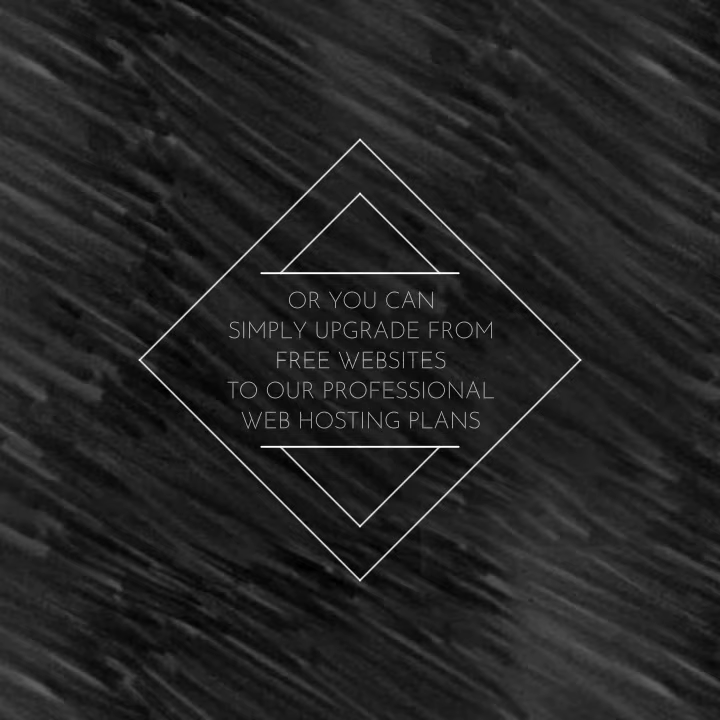 OR YOU CAN
SIMPLY UPGRADE FROM
FREE WEBSITES
TO OUR PROFESSIONAL
WEB HOSTING PLANS